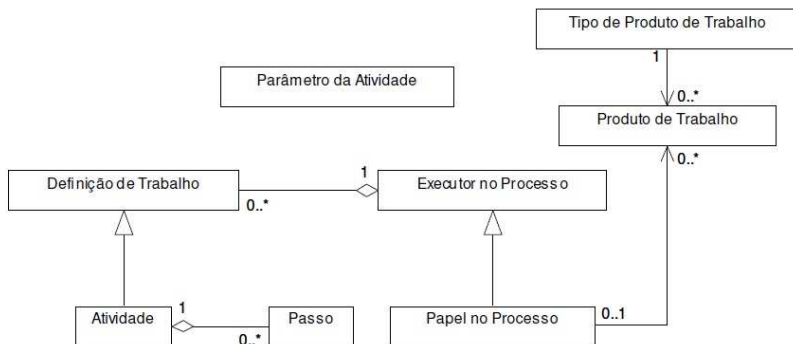 Tipo de Produto de Trabalho
1
Parâmetro da Atividade
0..*
Produto de Trabalho
0..*
Definição de Trabalho
1
Executor no Processo
0..*
Atividade
1
Passo
0..*
Papel no Processo
0..1